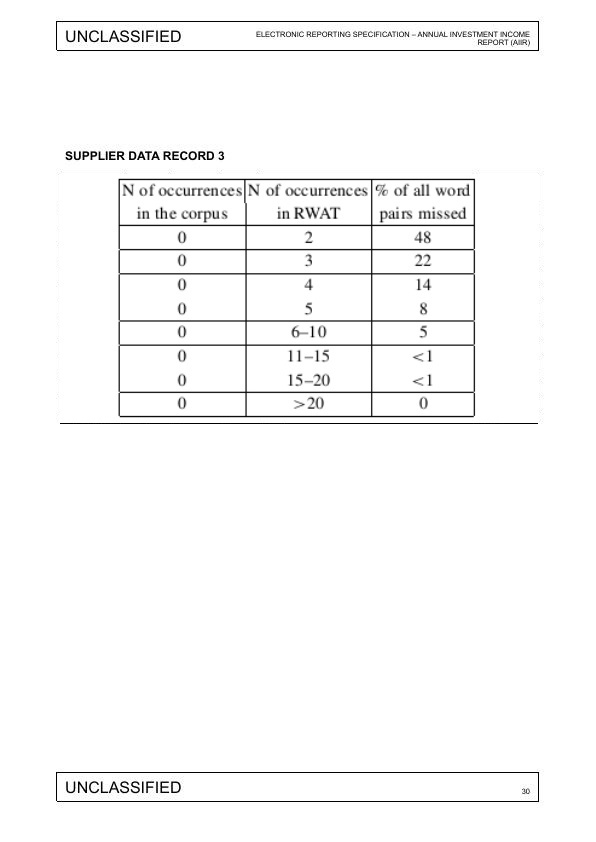 UNCLASSIFIED
ELECTRONIC REPORTING SPECIFICATION – ANNUAL INVESTMENT INCOME
REPORT (AIIR)
SUPPLIER DATA RECORD 3
N of occurrences N of occurrences % of all word
in the corpus in RWAT pairs missed
0 2 48
0 3 22
0 4 14
0 5 8
0 6–10 5
0 11–15 <1
0 15–20 <1
0 >20 0
UNCLASSIFIED
30